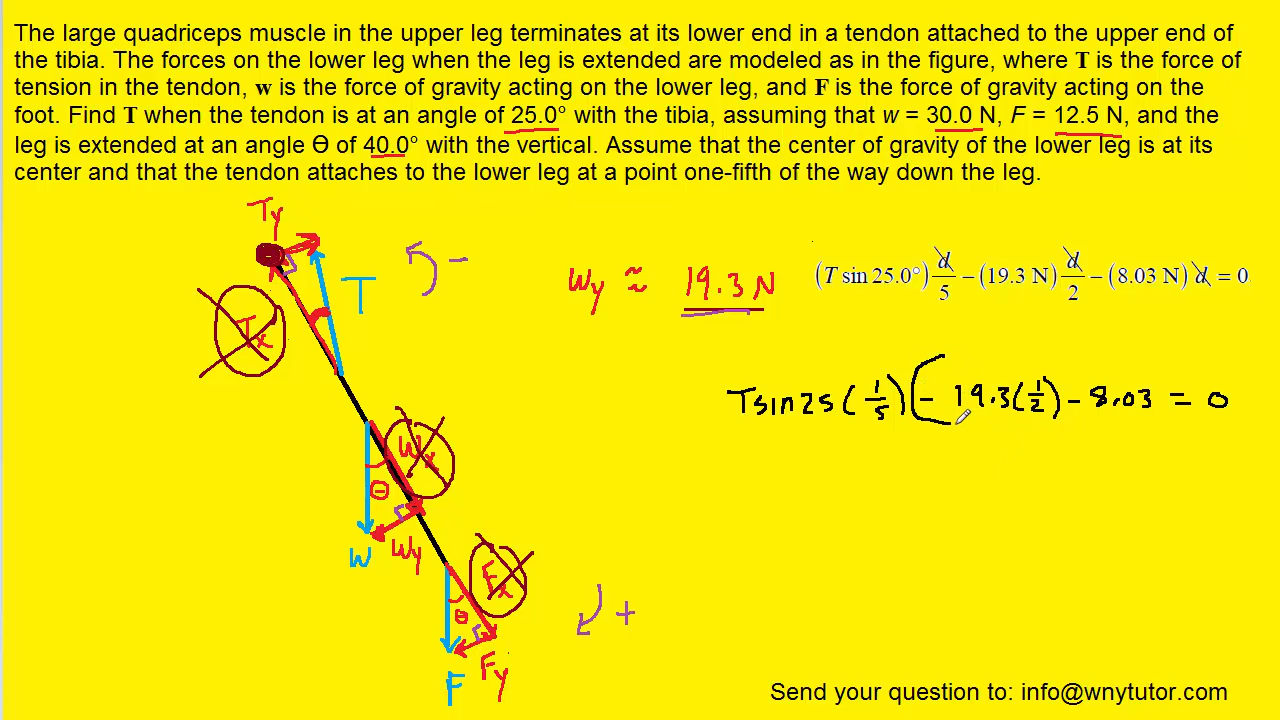 The large quadriceps muscle in the upper leg terminates at its lower end in a tendon attached to the upper end of
the tibia. The forces on the lower leg when the leg is extended are modeled as in the figure, where T is the force of
tension in the tendon, w is the force of gravity acting on the lower leg, and F is the force of gravity acting on the
foot. Find T when the tendon is at an angle of 25.0° with the tibia, assuming that w = 30.0 N, F = 12.5 N, and the
leg is extended at an angle Θ of 40.0° with the vertical. Assume that the center of gravity of the lower leg is at its
center and that the tendon attaches to the lower leg at a point one-fifth of the way down the leg.
Ty
T
−
Wy ≈ 19.3 N
(T sin 25.0°) d/5 − (19.3 N) d/2 − (8.03 N) d = 0
Tx
T sin 25 (1/5) (− 19.3 (1/2) − 8.03 = 0
Wx
θ
W
Wy
Fx
θ
+
F
Fy
Send your question to: info@wnytutor.com